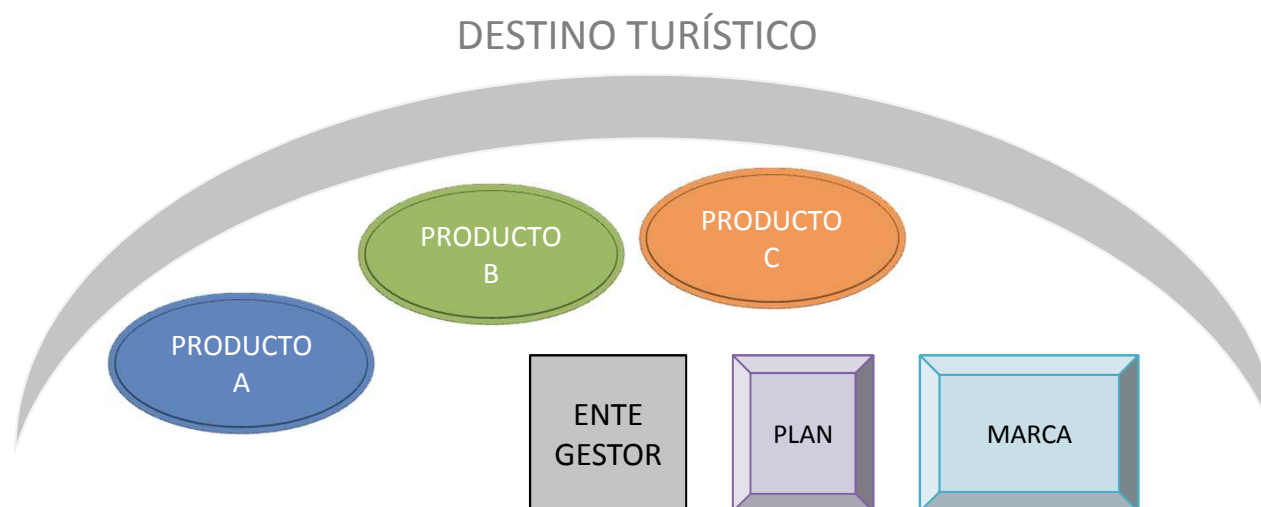 DESTINO TURÍSTICO
PRODUCTO
C
PRODUCTO
B
PRODUCTO
A
ENTE
GESTOR
PLAN
MARCA